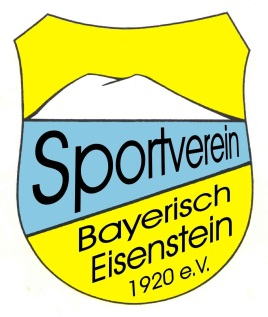 Sportverein
Bayerisch
Eisenstein
1920 e.V.